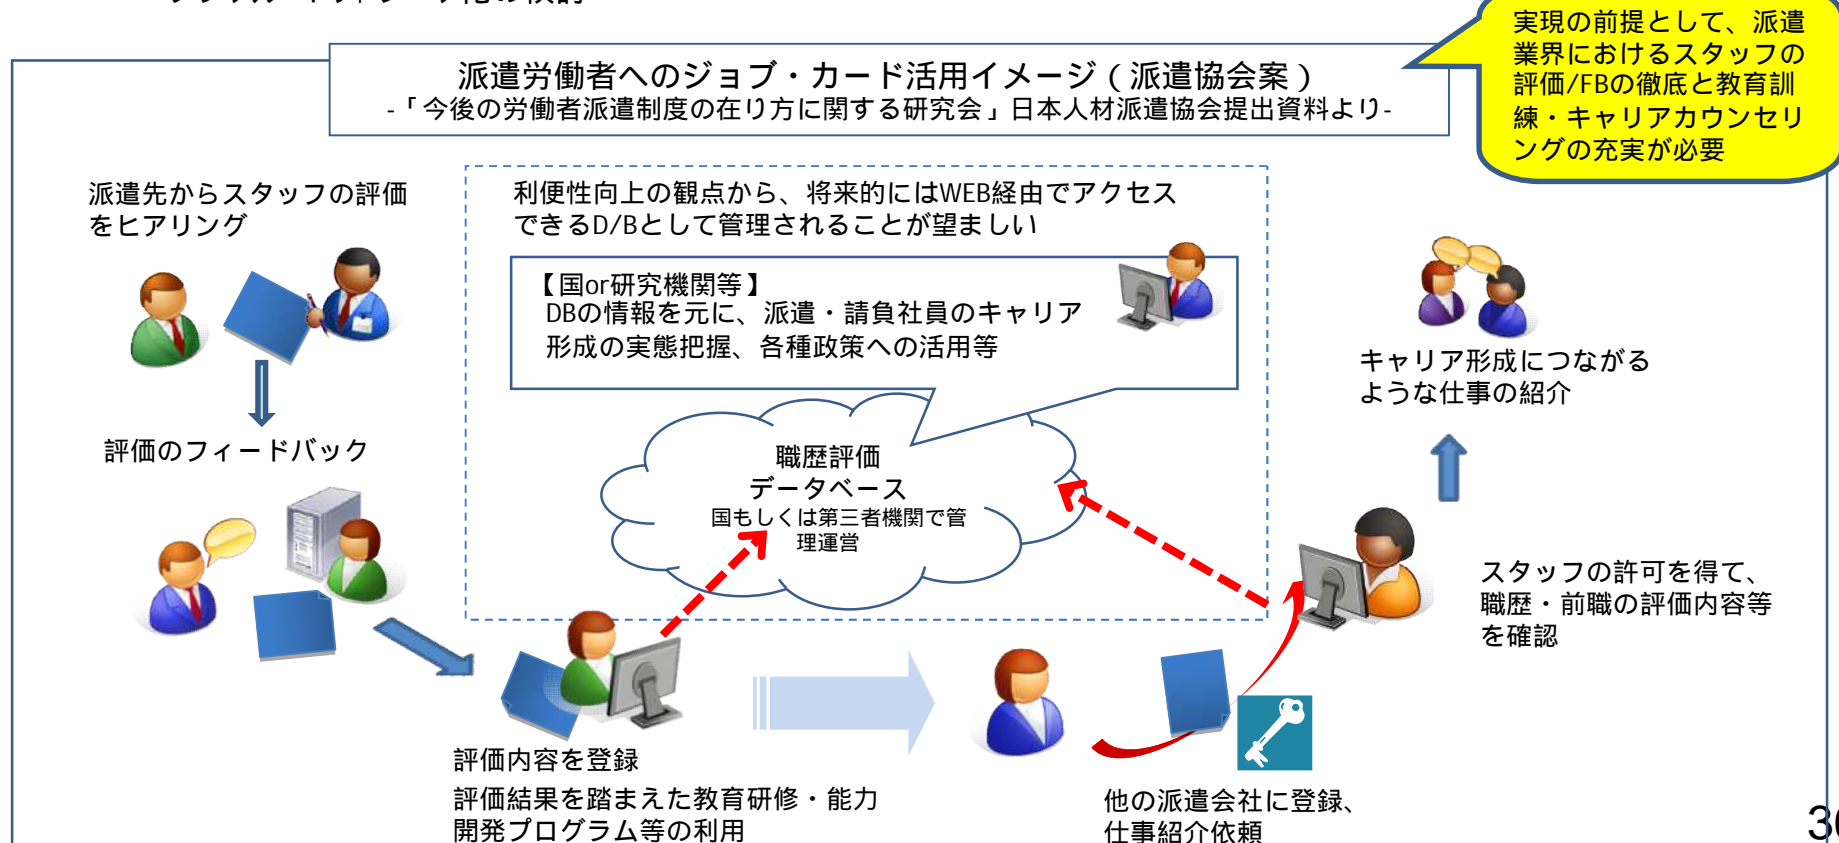 実現の前提として、派遣
業界におけるスタッフの
評価/FBの徹底と教育訓
練・キャリアカウンセリ
ングの充実が必要
派遣労働者へのジョブ・カード活用イメージ(派遣協会案)
-「今後の労働者派遣制度の在り方に関する研究会」日本人材派遣協会提出資料より-
派遣先からスタッフの評価
をヒアリング
利便性向上の観点から、将来的にはWEB経由でアクセス
できるD/Bとして管理されることが望ましい
【国or研究機関等】
DBの情報を元に、派遣・請負社員のキャリア
形成の実態把握、各種政策への活用等
キャリア形成につながる
ような仕事の紹介
評価のフィードバック
職歴評価
データベース
国もしくは第三者機関で管
理運営
スタッフの許可を得て、
職歴・前職の評価内容等
を確認
評価内容を登録
評価結果を踏まえた教育研修・能力
開発プログラム等の利用
他の派遣会社に登録、
仕事紹介依頼